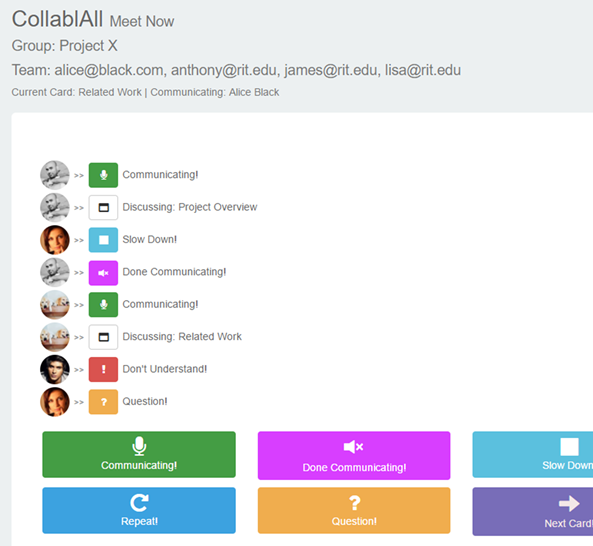 CollablAll Meet Now
Group: Project X
Team: alice@black.com, anthony@rit.edu, james@rit.edu, lisa@rit.edu
Current Card: Related Work | Communicating: Alice Black
>> Communicating!
>> Discussing: Project Overview
>> Slow Down!
>> Done Communicating!
>> Communicating!
>> Discussing: Related Work
>> ! Don't Understand!
>> ? Question!
Communicating! Done Communicating! Slow Down
Repeat! ? Question! Next Card!